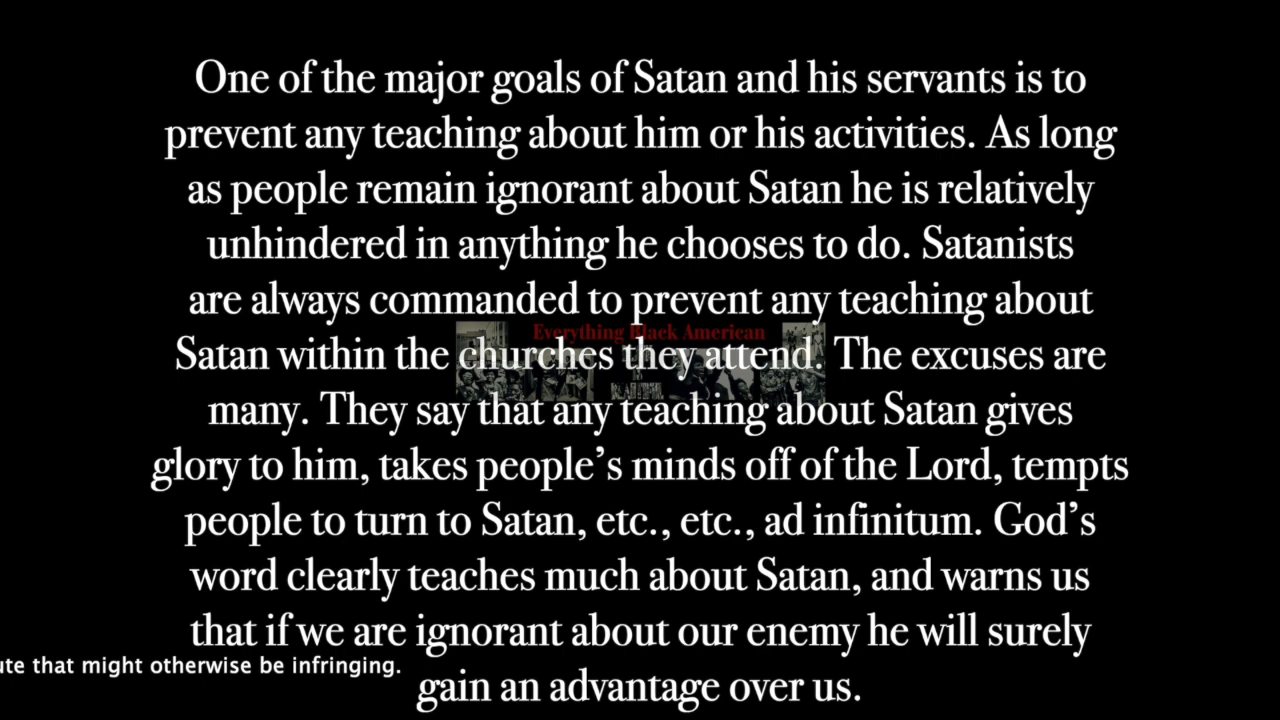 One of the major goals of Satan and his servants is to
prevent any teaching about him or his activities. As long
as people remain ignorant about Satan he is relatively
unhindered in anything he chooses to do. Satanists
are always commanded to prevent any teaching about
Everything Black American
Satan within the churches they attend. The excuses are
many. They say that any teaching about Satan gives
glory to him, takes people's minds off of the Lord, tempts
people to turn to Satan, etc., etc., ad infinitum. God's
word clearly teaches much about Satan, and warns us
that if we are ignorant about our enemy he will surely
ute that might otherwise be infringing.
gain an advantage over us.